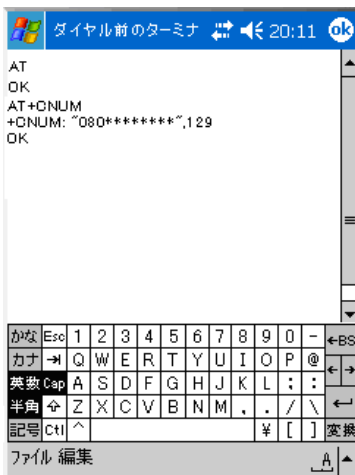 ダイヤル前のターミナ 20:11 ok
AT
OK
AT+CNUM
+CNUM: "080********",129
OK
かな Esc 1 2 3 4 5 6 7 8 9 0 - ←BS
カナ →| Q W E R T Y U I O P @ ← →
英数 Cap A S D F G H J K L ; :
半角 Z X C V B N M , . / \ ↵
記号 Ctl ^ ¥ [ ] 変換
ファイル 編集 A